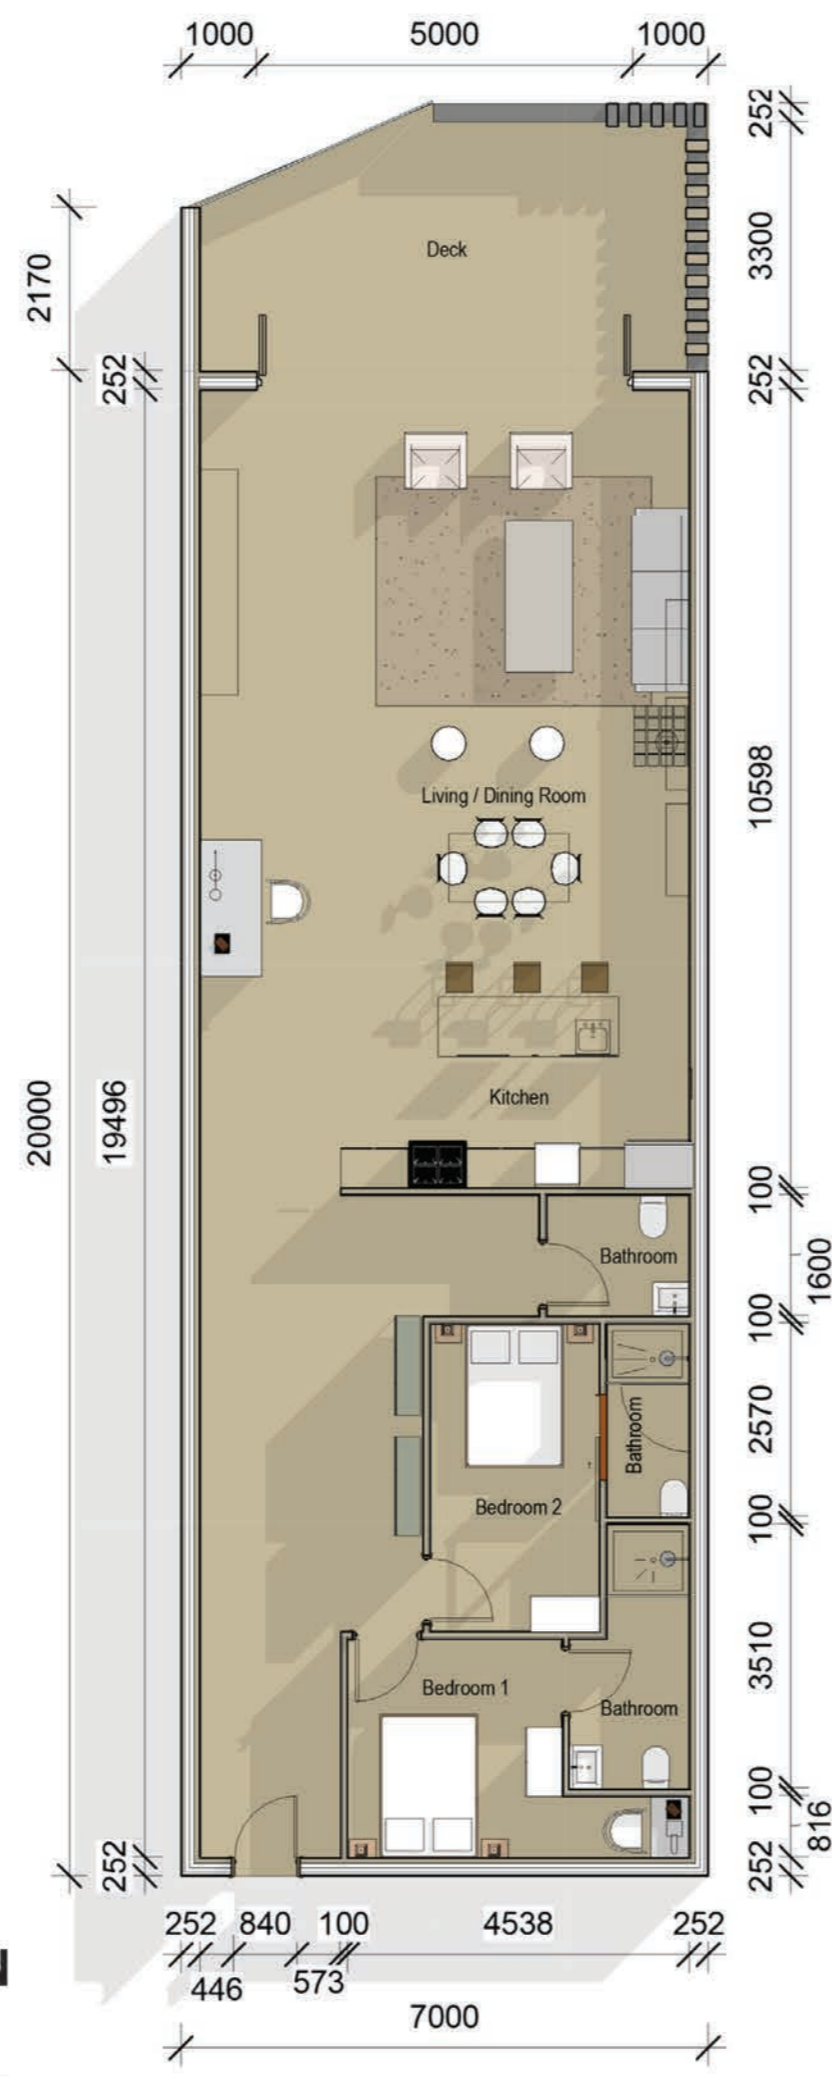 1000 5000 1000
252
3300
2170
Deck
252
252
10598
Living / Dining Room
Kitchen
20000
19496
100
1600
Bathroom
100
2570
Bathroom
Bedroom 2
100
3510
Bedroom 1
Bathroom
100
816
252
252
252 840 100 4538 252
446 573
7000
N